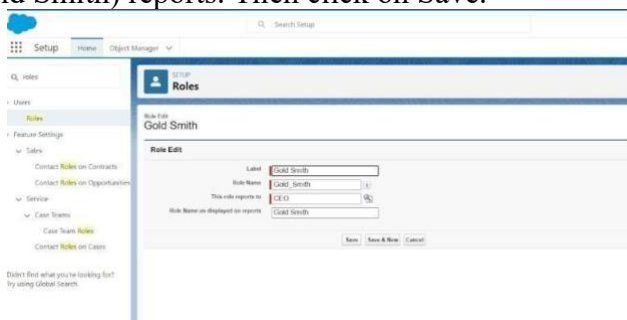 ld Smith) reports. Then click on Save.
Search Setup
Setup Home Object Manager
roles
SETUP
Roles
Users
Roles
Feature Settings
Sales
Contact Roles on Contracts
Contact Roles on Opportunities
Service
Case Teams
Case Team Roles
Contact Roles on Cases
Didn't find what you're looking for?
Try using Global Search.
Role Edit
Gold Smith
Role Edit
Label Gold Smith
Role Name Gold_Smith i
This role reports to CEO
Role Name as displayed on reports Gold Smith
Save Save & New Cancel